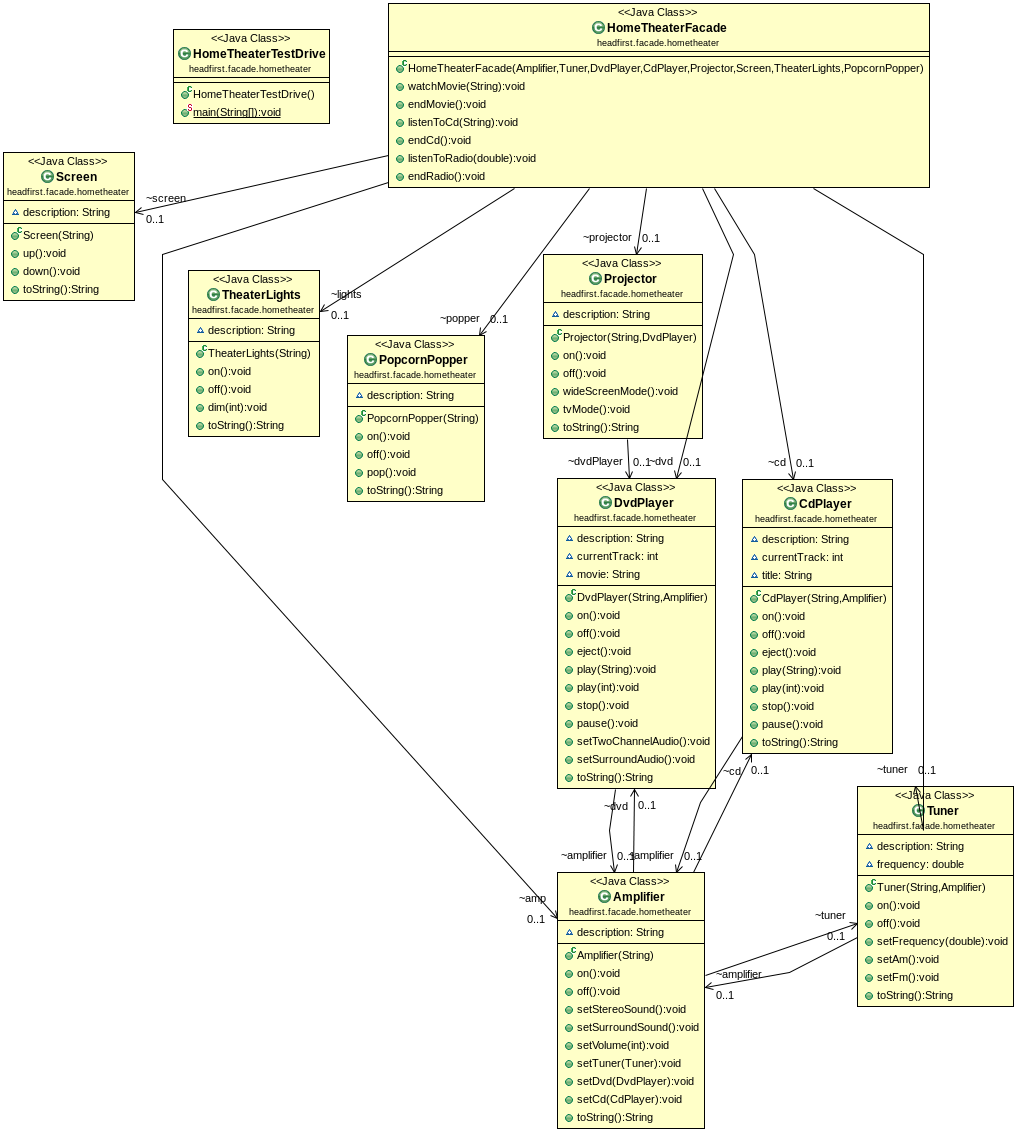 <<Java Class>>
HomeTheaterFacade
headfirst.facade.hometheater
HomeTheaterFacade(Amplifier,Tuner,DvdPlayer,CdPlayer,Projector,Screen,TheaterLights,PopcornPopper)
watchMovie(String):void
endMovie():void
listenToCd(String):void
endCd():void
listenToRadio(double):void
endRadio():void
<<Java Class>>
HomeTheaterTestDrive
headfirst.facade.hometheater
HomeTheaterTestDrive()
main(String[]):void
<<Java Class>>
Screen
headfirst.facade.hometheater
description: String
Screen(String)
up():void
down():void
toString():String
~screen
0..1
<<Java Class>>
TheaterLights
headfirst.facade.hometheater
description: String
TheaterLights(String)
on():void
off():void
dim(int):void
toString():String
~lights
0..1
<<Java Class>>
PopcornPopper
headfirst.facade.hometheater
description: String
PopcornPopper(String)
on():void
off():void
pop():void
toString():String
~popper
0..1
~projector
0..1
<<Java Class>>
Projector
headfirst.facade.hometheater
description: String
Projector(String,DvdPlayer)
on():void
off():void
wideScreenMode():void
tvMode():void
toString():String
~dvdPlayer
0..1
~dvd
0..1
<<Java Class>>
DvdPlayer
headfirst.facade.hometheater
description: String
currentTrack: int
movie: String
DvdPlayer(String,Amplifier)
on():void
off():void
eject():void
play(String):void
play(int):void
stop():void
pause():void
setTwoChannelAudio():void
setSurroundAudio():void
toString():String
~cd
0..1
<<Java Class>>
CdPlayer
headfirst.facade.hometheater
description: String
currentTrack: int
title: String
CdPlayer(String,Amplifier)
on():void
off():void
eject():void
play(String):void
play(int):void
stop():void
pause():void
toString():String
~cd
0..1
~dvd
0..1
~amplifier
0..1
~amplifier
0..1
~tuner
0..1
<<Java Class>>
Tuner
headfirst.facade.hometheater
description: String
frequency: double
Tuner(String,Amplifier)
on():void
off():void
setFrequency(double):void
setAm():void
setFm():void
toString():String
~amp
0..1
<<Java Class>>
Amplifier
headfirst.facade.hometheater
description: String
Amplifier(String)
on():void
off():void
setStereoSound():void
setSurroundSound():void
setVolume(int):void
setTuner(Tuner):void
setDvd(DvdPlayer):void
setCd(CdPlayer):void
toString():String
~tuner
0..1
~amplifier
0..1